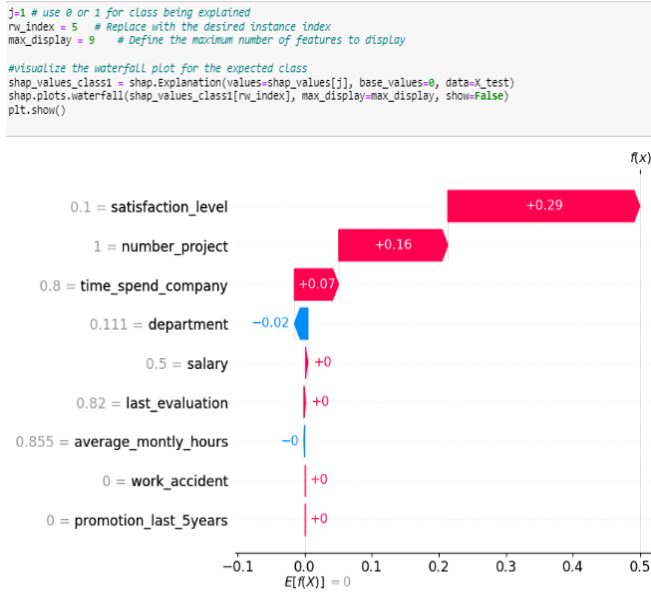 j=1 # use 0 or 1 for class being explained
rw_index = 5   # Replace with the desired instance index
max_display = 9    # Define the maximum number of features to display
#visualize the waterfall plot for the expected class
shap_values_class1 = shap.Explanation(values=shap_values[j], base_values=0, data=X_test)
shap.plots.waterfall(shap_values_class1[rw_index], max_display=max_display, show=False)
plt.show()
f(x)
0.1 = satisfaction_level +0.29
1 = number_project +0.16
0.8 = time_spend_company +0.07
0.111 = department −0.02
0.5 = salary +0
0.82 = last_evaluation +0
0.855 = average_montly_hours −0
0 = work_accident +0
0 = promotion_last_5years +0
−0.1 0.0 0.1 0.2 0.3 0.4 0.5
E[f(X)] = 0